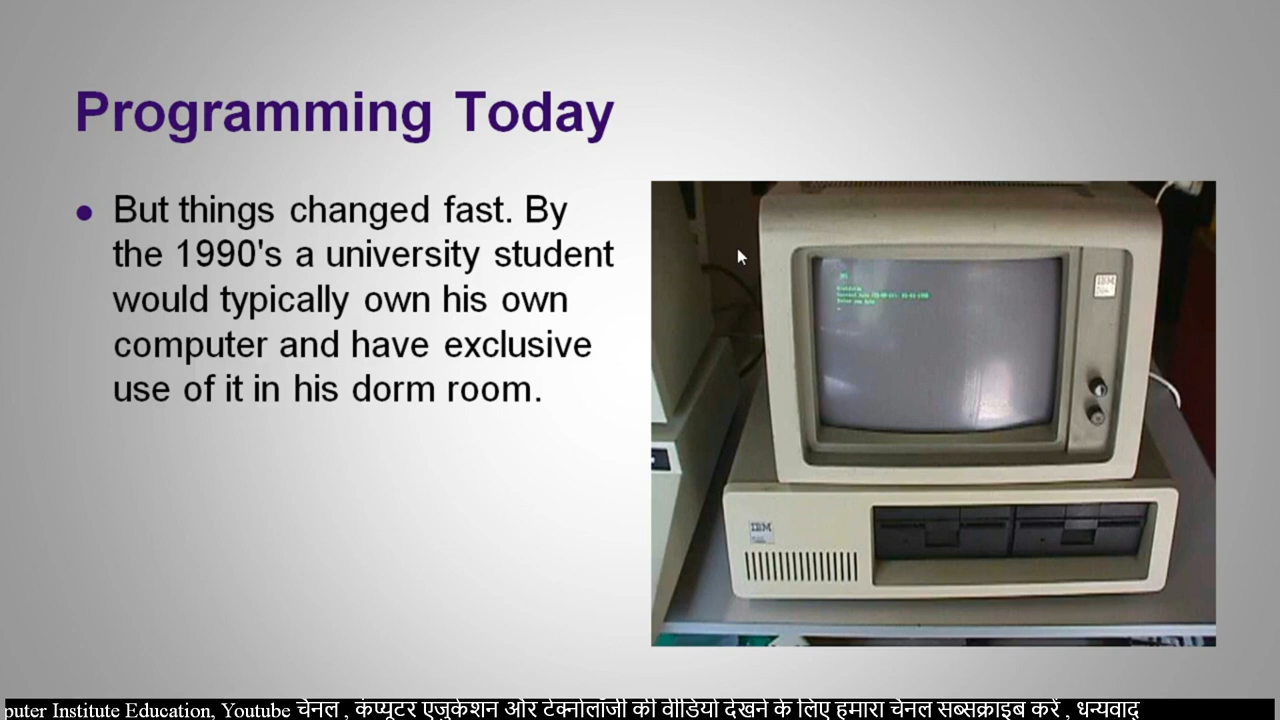 Programming Today
But things changed fast. By
the 1990's a university student
would typically own his own
computer and have exclusive
use of it in his dorm room.
IBM
IBM
puter Institute Education, Youtube चैनल , कंप्यूटर एजुकेशन और टेक्नोलॉजी की वीडियो देखने के लिए हमारा चैनल सब्सक्राइब करें , धन्यवाद